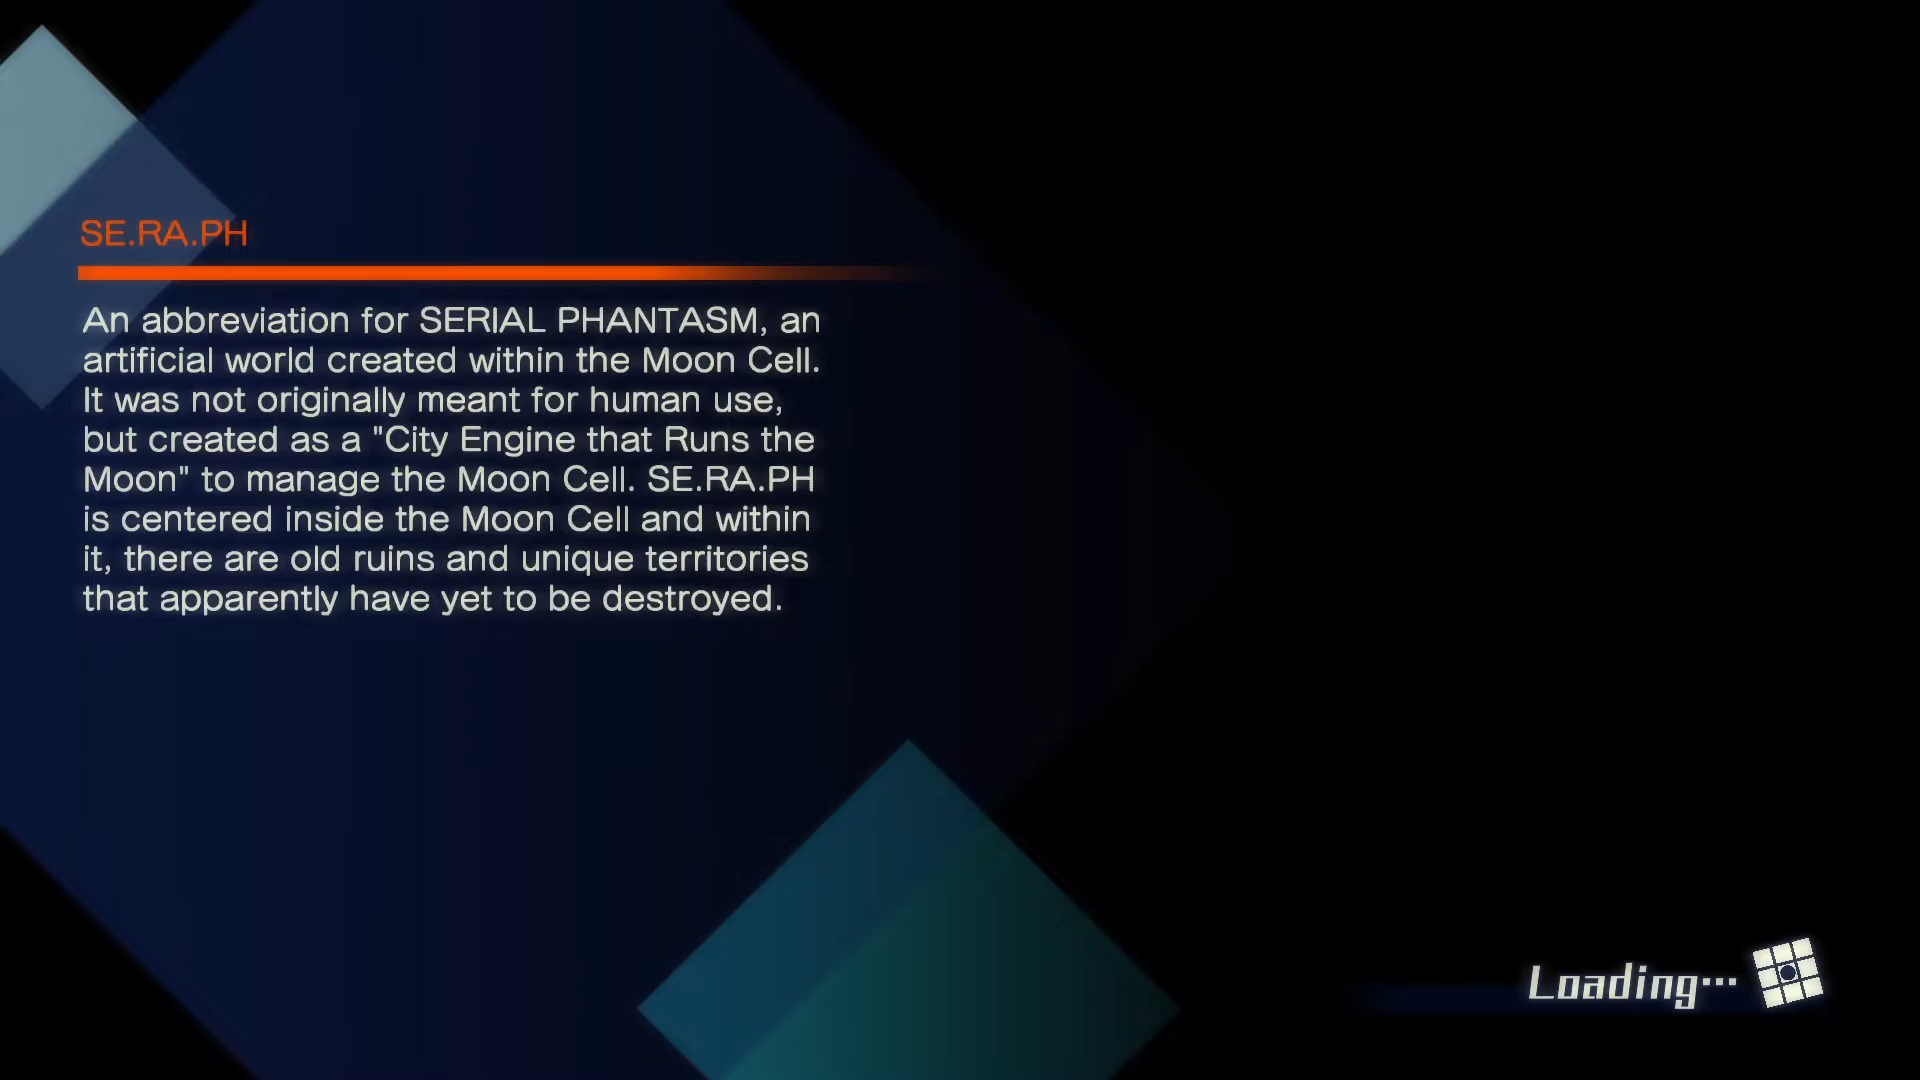 SE.RA.PH
An abbreviation for SERIAL PHANTASM, an
artificial world created within the Moon Cell.
It was not originally meant for human use,
but created as a "City Engine that Runs the
Moon" to manage the Moon Cell. SE.RA.PH
is centered inside the Moon Cell and within
it, there are old ruins and unique territories
that apparently have yet to be destroyed.
Loading···